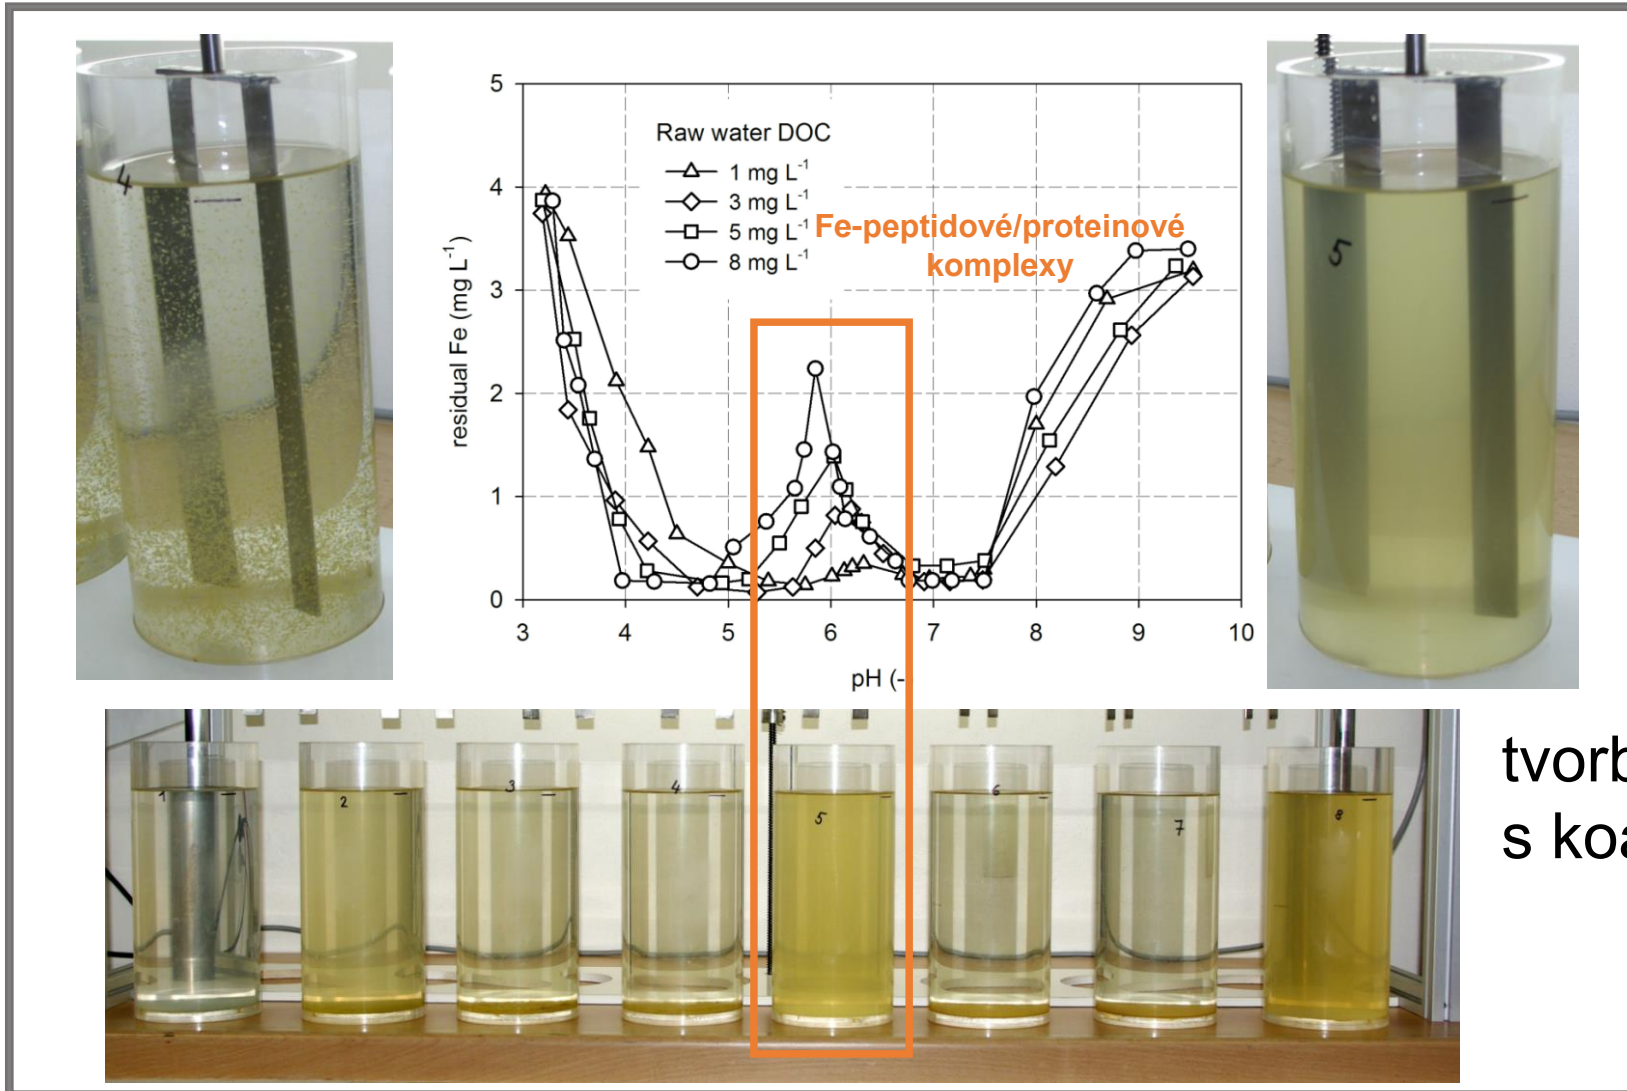 4
5
4
3
2
1
0
3 4 5 6 7 8 9 10
residual Fe (mg L⁻¹)
pH (-
Raw water DOC
1 mg L⁻¹
3 mg L⁻¹
5 mg L⁻¹
8 mg L⁻¹
Fe-peptidové/proteinové
komplexy
5
1 2 3 4 5 6 7 8
tvorb
s koa